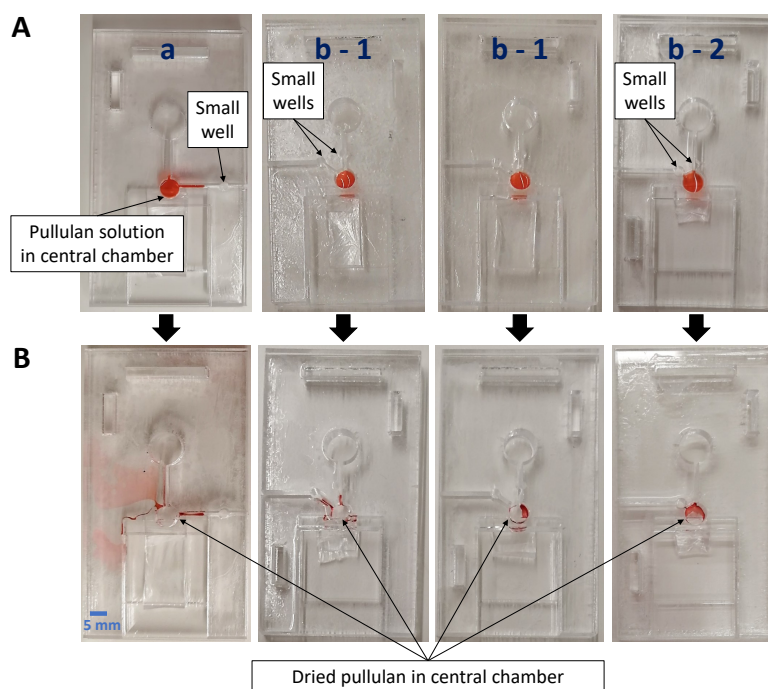 A
a
b - 1
b - 1
b - 2
Small
well
Small
wells
Small
wells
Pullulan solution
in central chamber
B
5 mm
Dried pullulan in central chamber